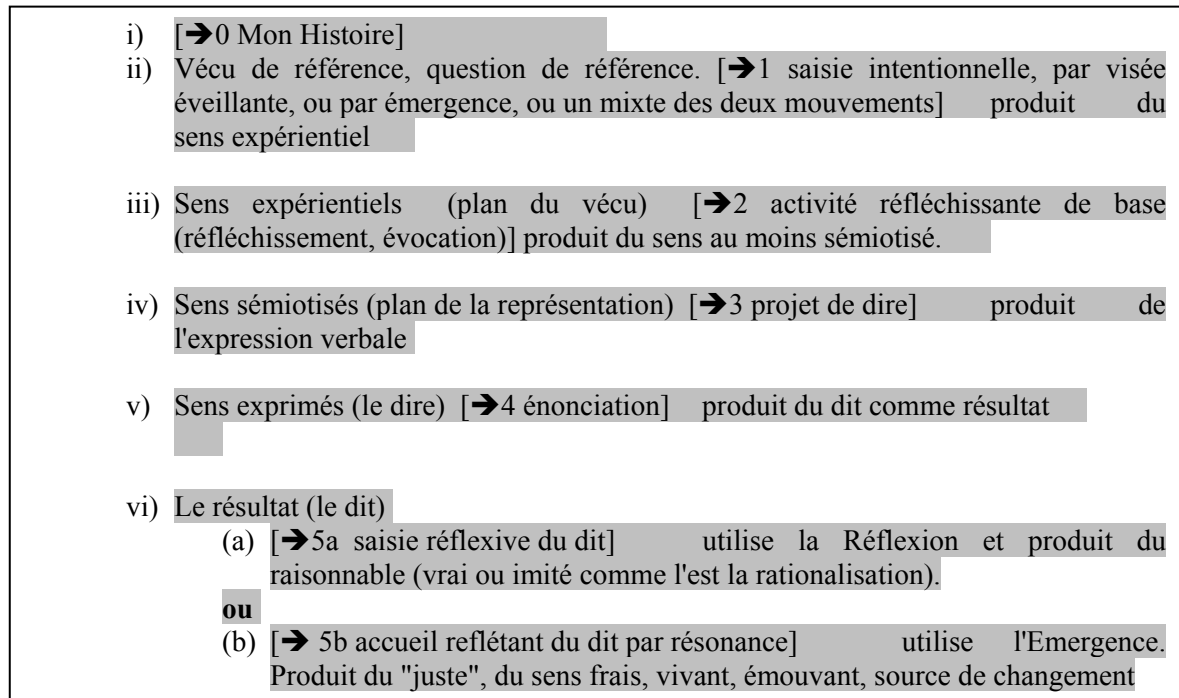 i) [➔0 Mon Histoire]
ii) Vécu de référence, question de référence. [➔1 saisie intentionnelle, par visée
éveillante, ou par émergence, ou un mixte des deux mouvements] produit du
sens expérientiel
iii) Sens expérientiels (plan du vécu) [➔2 activité réfléchissante de base
(réfléchissement, évocation)] produit du sens au moins sémiotisé.
iv) Sens sémiotisés (plan de la représentation) [➔3 projet de dire] produit de
l'expression verbale
v) Sens exprimés (le dire) [➔4 énonciation] produit du dit comme résultat
vi) Le résultat (le dit)
(a) [➔5a saisie réflexive du dit] utilise la Réflexion et produit du
raisonnable (vrai ou imité comme l'est la rationalisation).
ou
(b) [➔ 5b accueil reflétant du dit par résonance] utilise l'Emergence.
Produit du "juste", du sens frais, vivant, émouvant, source de changement